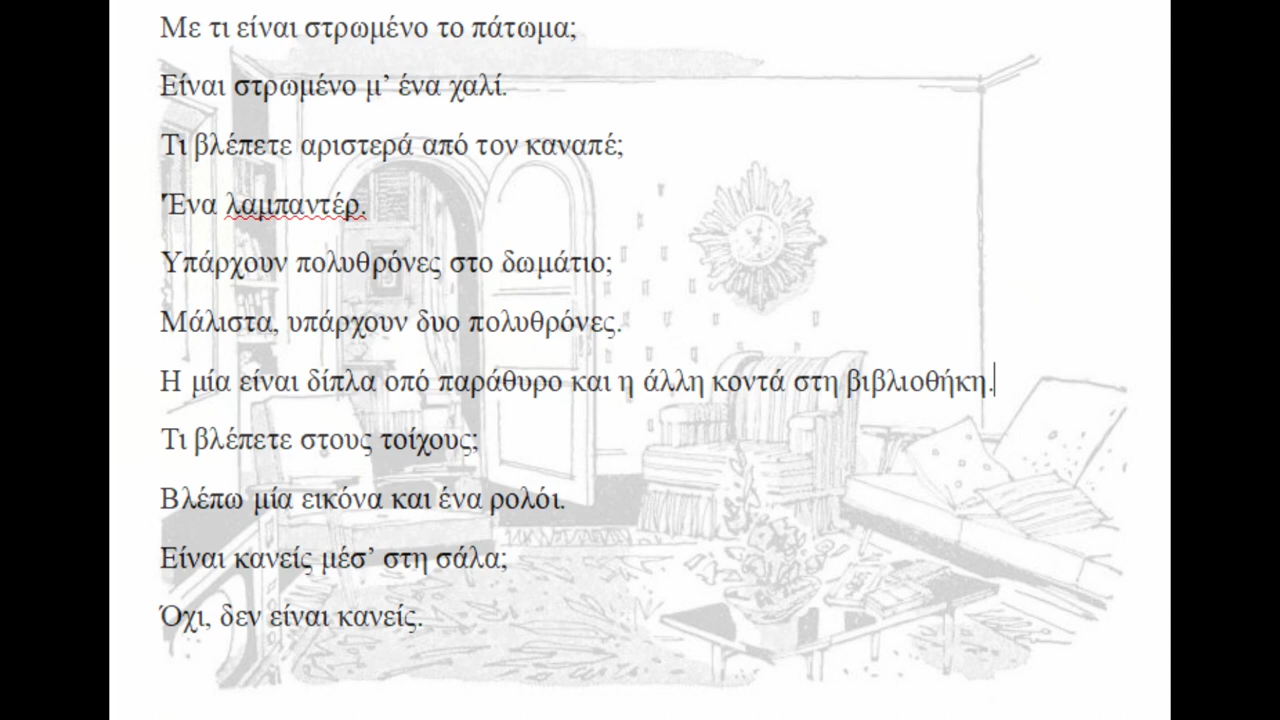 Με τι είναι στρωμένο το πάτωμα;
Είναι στρωμένο μ’ ένα χαλί.
Τι βλέπετε αριστερά από τον καναπέ;
Ένα λαμπαντέρ.
Υπάρχουν πολυθρόνες στο δωμάτιο;
Μάλιστα, υπάρχουν δυο πολυθρόνες.
Η μία είναι δίπλα οπό παράθυρο και η άλλη κοντά στη βιβλιοθήκη.
Τι βλέπετε στους τοίχους;
Βλέπω μία εικόνα και ένα ρολόι.
Είναι κανείς μέσ’ στη σάλα;
Όχι, δεν είναι κανείς.